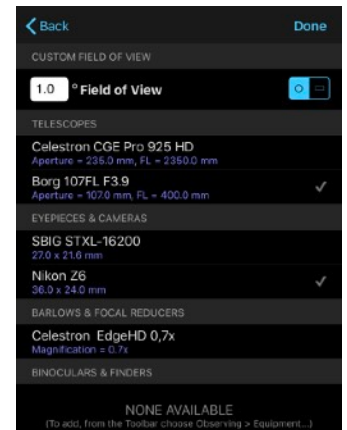 Back
Done
CUSTOM FIELD OF VIEW
1.0 ° Field of View
TELESCOPES
Celestron CGE Pro 925 HD
Aperture = 235.0 mm, FL = 2350.0 mm
Borg 107FL F3.9
Aperture = 107.0 mm, FL = 400.0 mm
EYEPIECES & CAMERAS
SBIG STXL-16200
27.0 x 21.6 mm
Nikon Z6
36.0 x 24.0 mm
BARLOWS & FOCAL REDUCERS
Celestron EdgeHD 0,7x
Magnification = 0.7x
BINOCULARS & FINDERS
NONE AVAILABLE
(To add, from the Toolbar choose Observing > Equipment...)